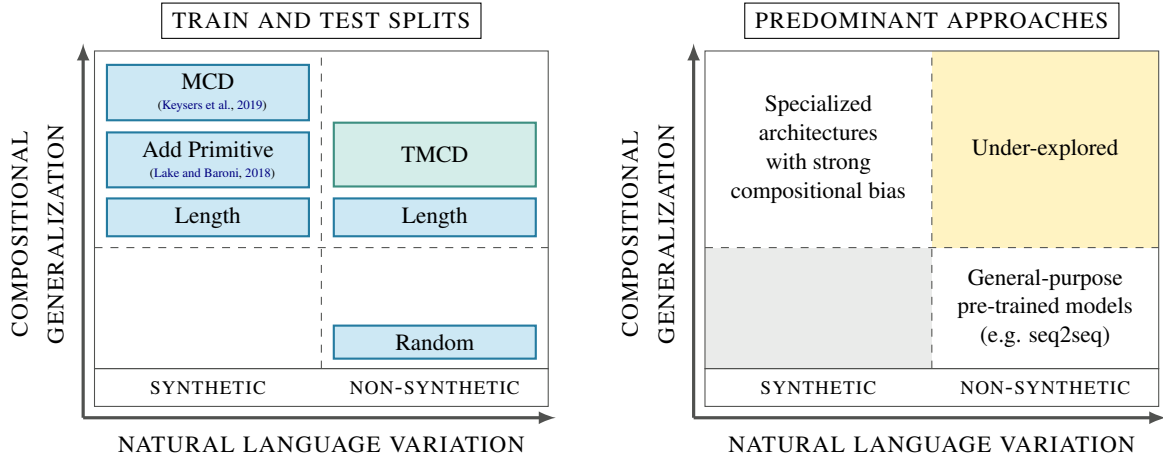 TRAIN AND TEST SPLITS
COMPOSITIONAL
GENERALIZATION
MCD
(Keysers et al., 2019)
Add Primitive
(Lake and Baroni, 2018)
Length
TMCD
Length
Random
SYNTHETIC
NON-SYNTHETIC
NATURAL LANGUAGE VARIATION
PREDOMINANT APPROACHES
COMPOSITIONAL
GENERALIZATION
Specialized
architectures
with strong
compositional bias
Under-explored
General-purpose
pre-trained models
(e.g. seq2seq)
SYNTHETIC
NON-SYNTHETIC
NATURAL LANGUAGE VARIATION